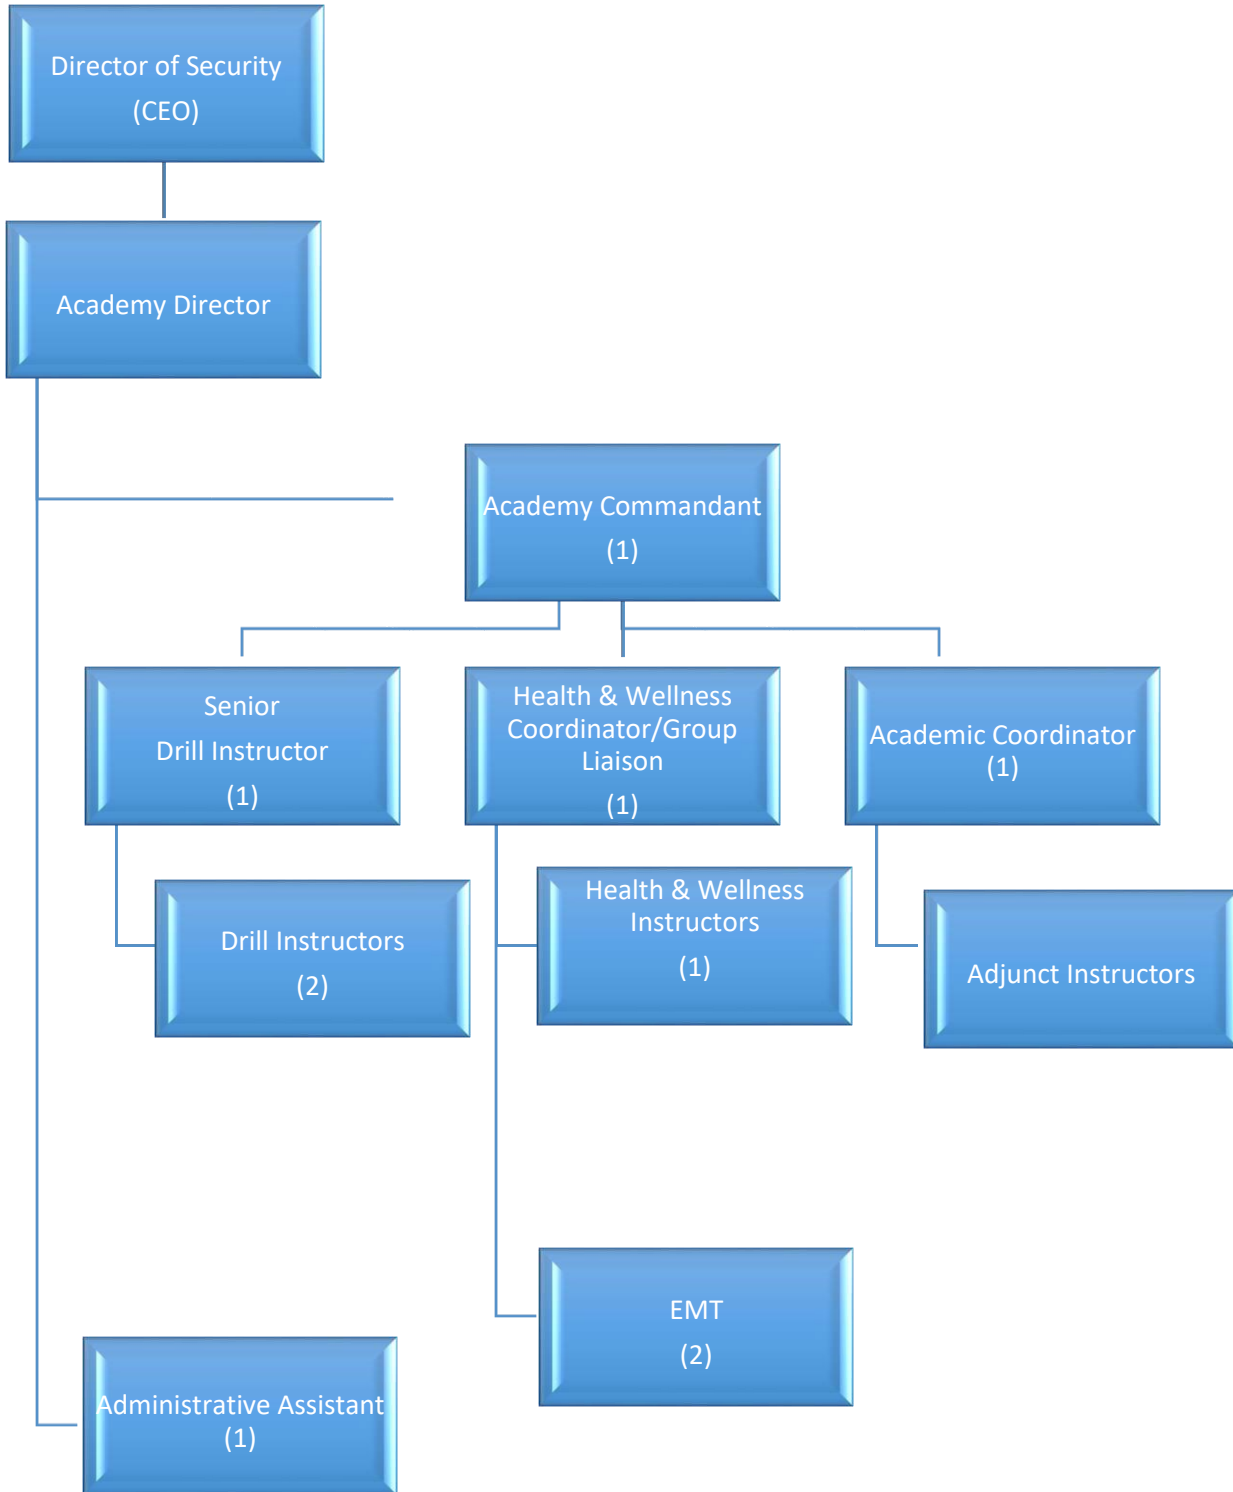 Director of Security
(CEO)
Academy Director
Academy Commandant
(1)
Senior
Drill Instructor
(1)
Health & Wellness
Coordinator/Group
Liaison
(1)
Academic Coordinator
(1)
Drill Instructors
(2)
Health & Wellness
Instructors
(1)
Adjunct Instructors
EMT
(2)
Administrative Assistant
(1)